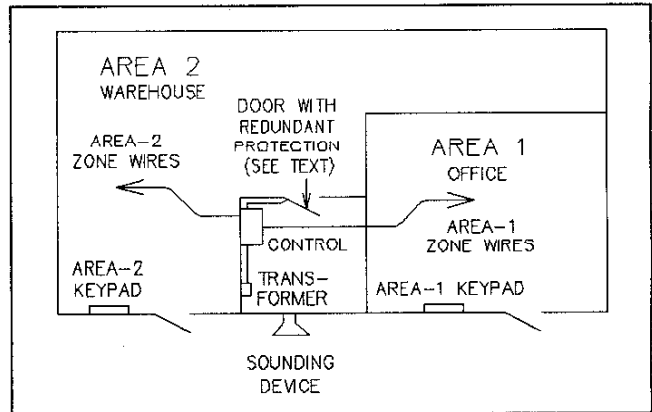 AREA 2
WAREHOUSE
DOOR WITH
REDUNDANT
PROTECTION
(SEE TEXT)
AREA-2
ZONE WIRES
AREA 1
OFFICE
CONTROL
AREA-1
ZONE WIRES
AREA-2
KEYPAD
TRANS-
FORMER
AREA-1 KEYPAD
SOUNDING
DEVICE